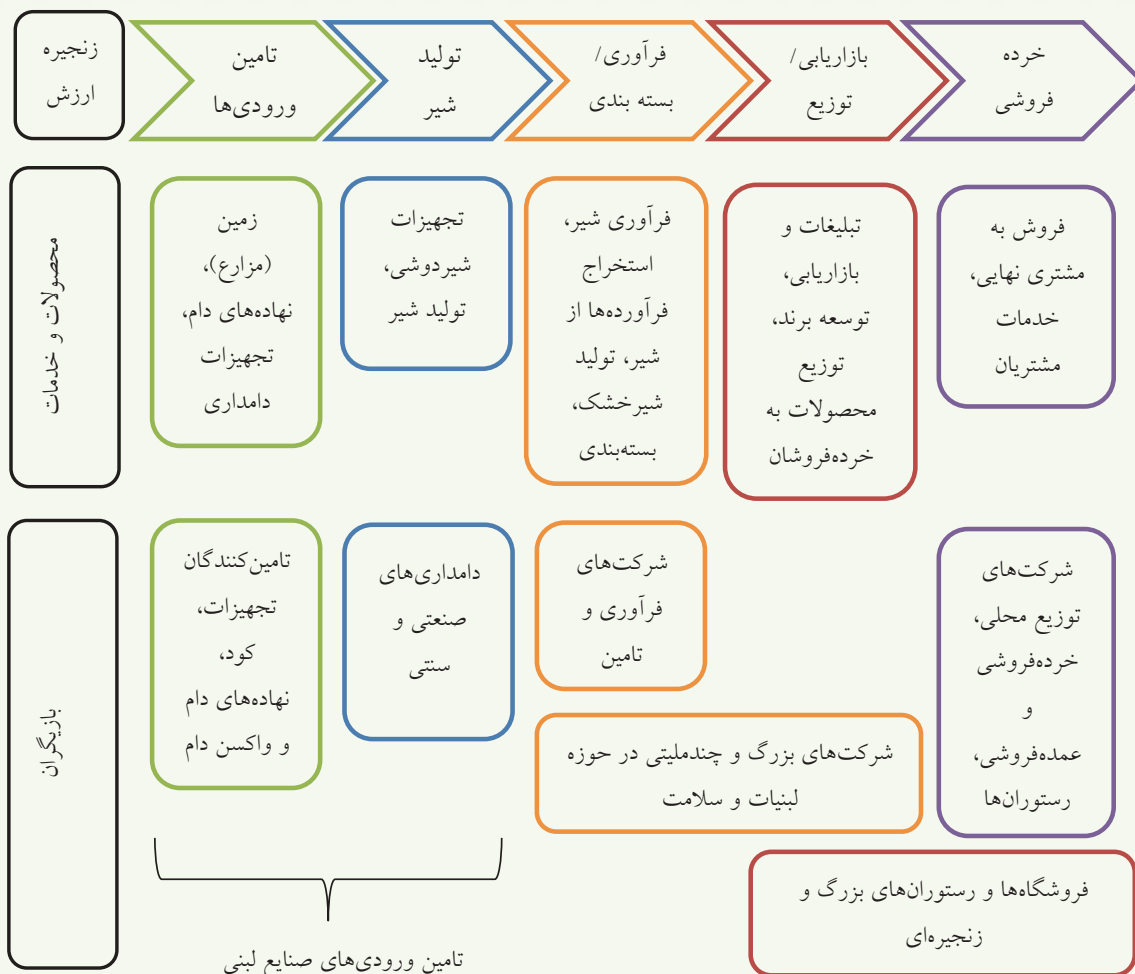 زنجیره
ارزش
تامین
ورودی‌ها
تولید
شیر
فرآوری/
بسته بندی
بازاریابی/
توزیع
خرده
فروشی
محصولات و خدمات
زمین
(مزارع)،
نهاده‌های دام،
تجهیزات
دامداری
تجهیزات
شیردوشی،
تولید شیر
فرآوری شیر،
استخراج
فرآورده‌ها از
شیر، تولید
شیرخشک،
بسته‌بندی
تبلیغات و
بازاریابی،
توسعه برند،
توزیع
محصولات به
خرده‌فروشان
فروش به
مشتری نهایی،
خدمات
مشتریان
بازیگران
تامین‌کنندگان
تجهیزات،
کود،
نهاده‌های دام
و واکسن دام
دامداری‌های
صنعتی و
سنتی
شرکت‌های
فرآوری و
تامین
شرکت‌های
توزیع محلی،
خرده‌فروشی
و
عمده‌فروشی،
رستوران‌ها
شرکت‌های بزرگ و چندملیتی در حوزه
لبنیات و سلامت
فروشگاه‌ها و رستوران‌های بزرگ و
زنجیره‌ای
تامین ورودی‌های صنایع لبنی